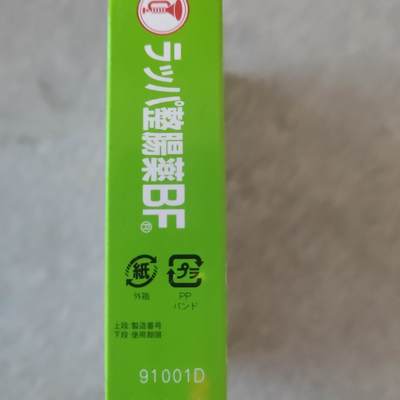 ラッパ整腸薬BF®
紙
プラ
外箱
PP
バンド
上段:製造番号
下段:使用期限
91001D